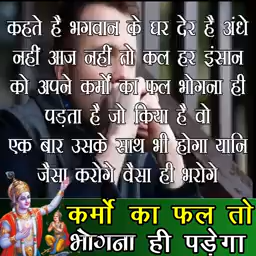 कहते है भगवान के घर देर है अंधे
नहीं आज नहीं तो कल हर इंसान
को अपने कर्मो का फल भोगना ही
पड़ता है जो किया है वो
एक बार उसके साथ भी होगा यानि
जैसा करोगे वैसा ही भरोगे
कर्मो का फल तो
भोगना ही पड़ेगा